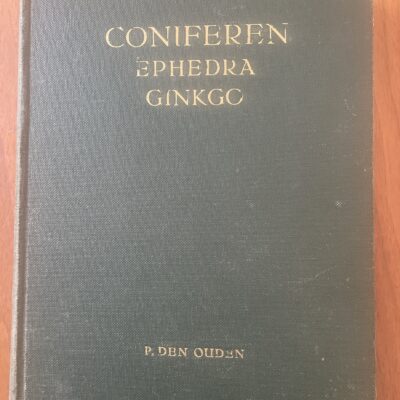 CONIFEREN
EPHEDRA
GINKGO
P. DEN OUDEN